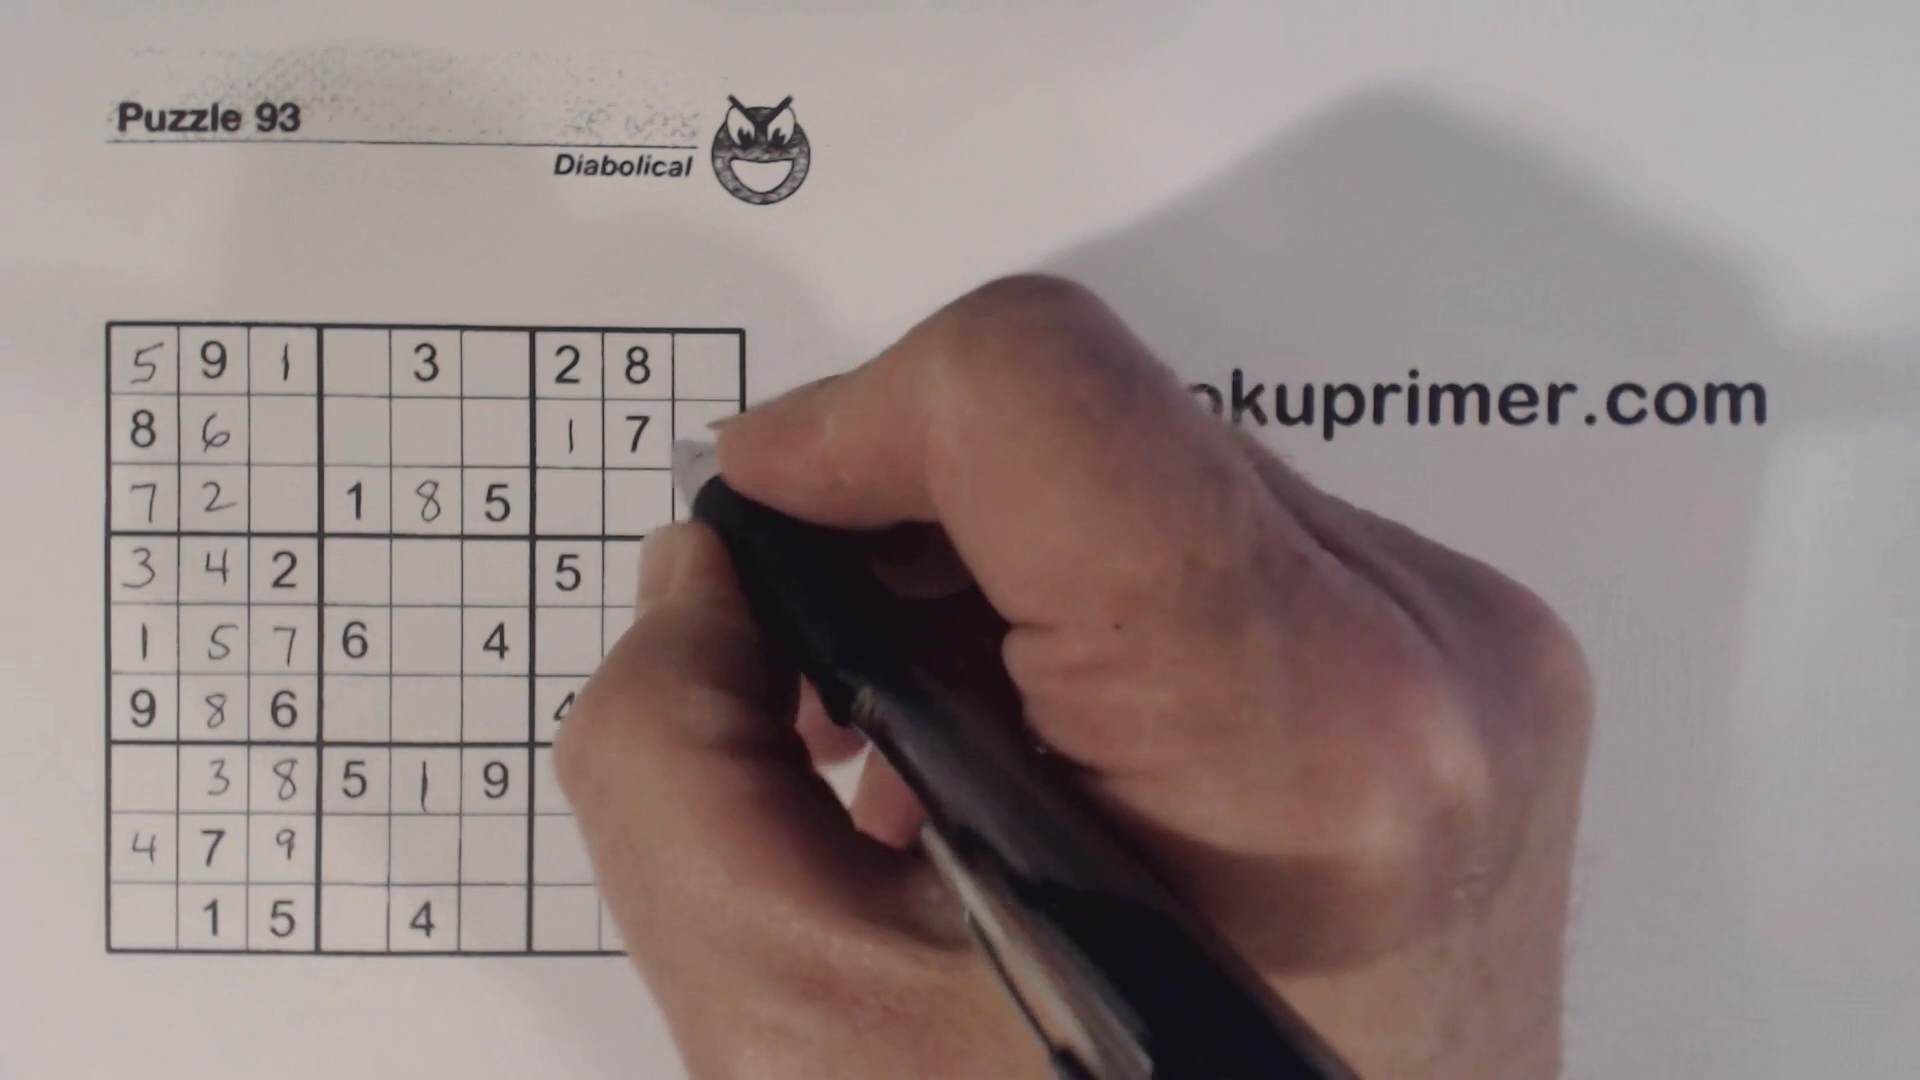 Puzzle 93
Diabolical
okuprimer.com
5 9 1 3 2 8
8 6 1 7
7 2 1 8 5
3 4 2 5
1 5 7 6 4
9 8 6 4
3 8 5 1 9
4 7 9
1 5 4